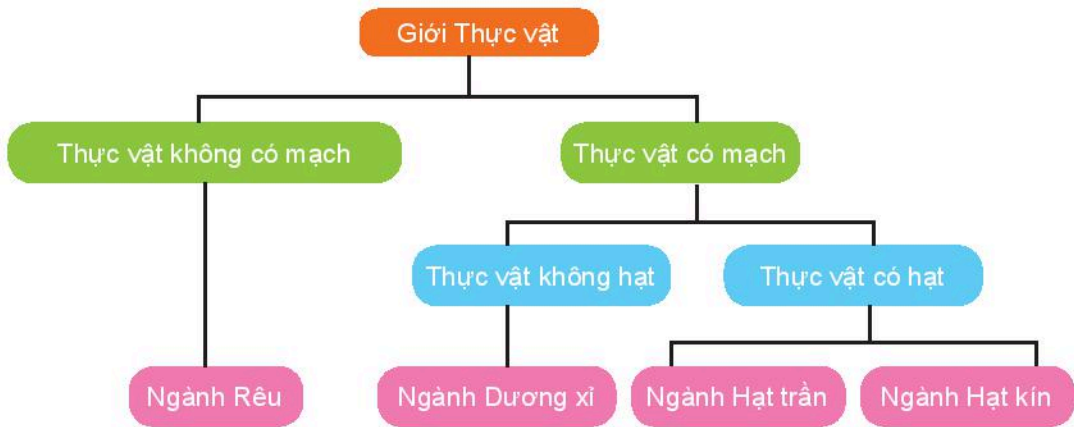 Giới Thực vật
Thực vật không có mạch
Thực vật có mạch
Thực vật không hạt
Thực vật có hạt
Ngành Rêu
Ngành Dương xỉ
Ngành Hạt trần
Ngành Hạt kín